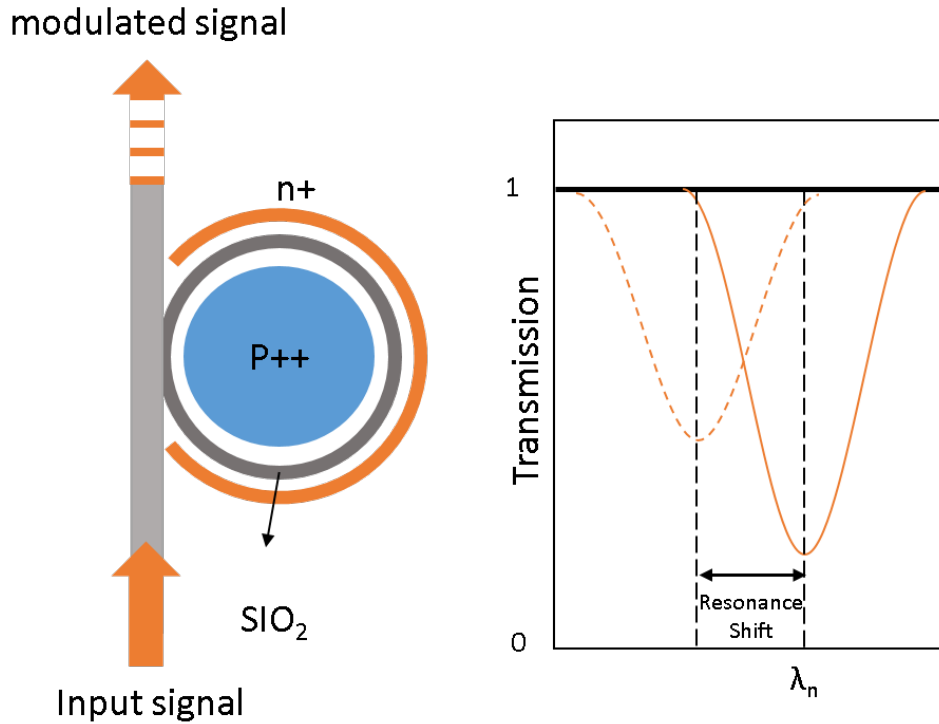 modulated signal
n+
P++
SIO₂
Input signal
1
Transmission
Resonance
Shift
0
λₙ